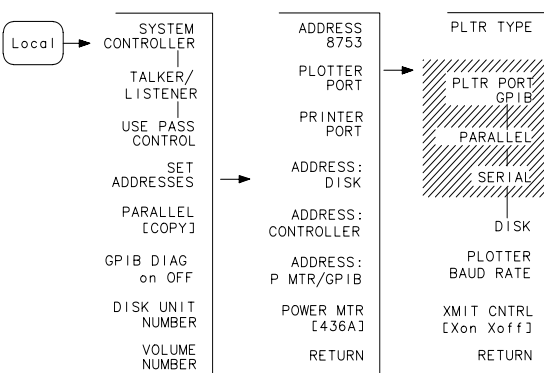 Local
SYSTEM
CONTROLLER
TALKER/
LISTENER
USE PASS
CONTROL
SET
ADDRESSES
PARALLEL
[COPY]
GPIB DIAG
on OFF
DISK UNIT
NUMBER
VOLUME
NUMBER
ADDRESS
8753
PLOTTER
PORT
PRINTER
PORT
ADDRESS:
DISK
ADDRESS:
CONTROLLER
ADDRESS:
P MTR/GPIB
POWER MTR
[436A]
RETURN
PLTR TYPE
PLTR PORT
GPIB
PARALLEL
SERIAL
DISK
PLOTTER
BAUD RATE
XMIT CNTRL
[Xon Xoff]
RETURN